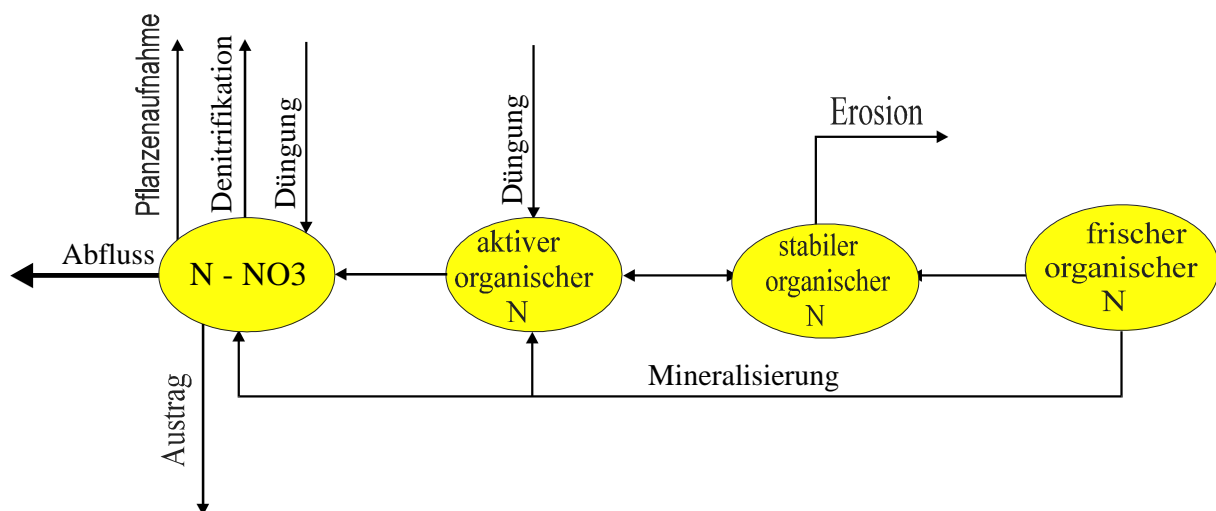 Pflanzenaufnahme
Denitrifikation
Düngung
Düngung
Erosion
Abfluss
N - NO3
aktiver
organischer
N
stabiler
organischer
N
frischer
organischer
N
Mineralisierung
Austrag